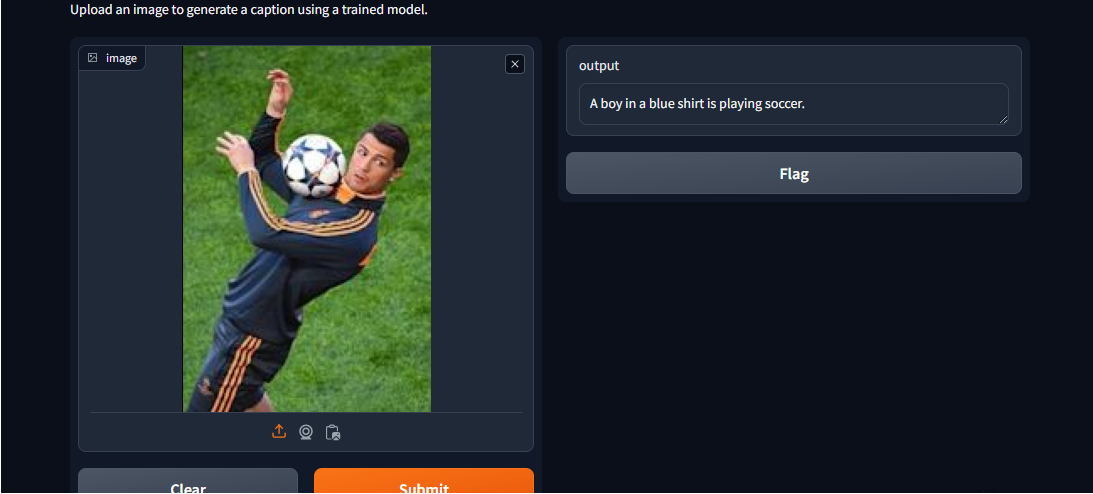 Upload an image to generate a caption using a trained model.
image
output
A boy in a blue shirt is playing soccer.
Flag
Clear
Submit